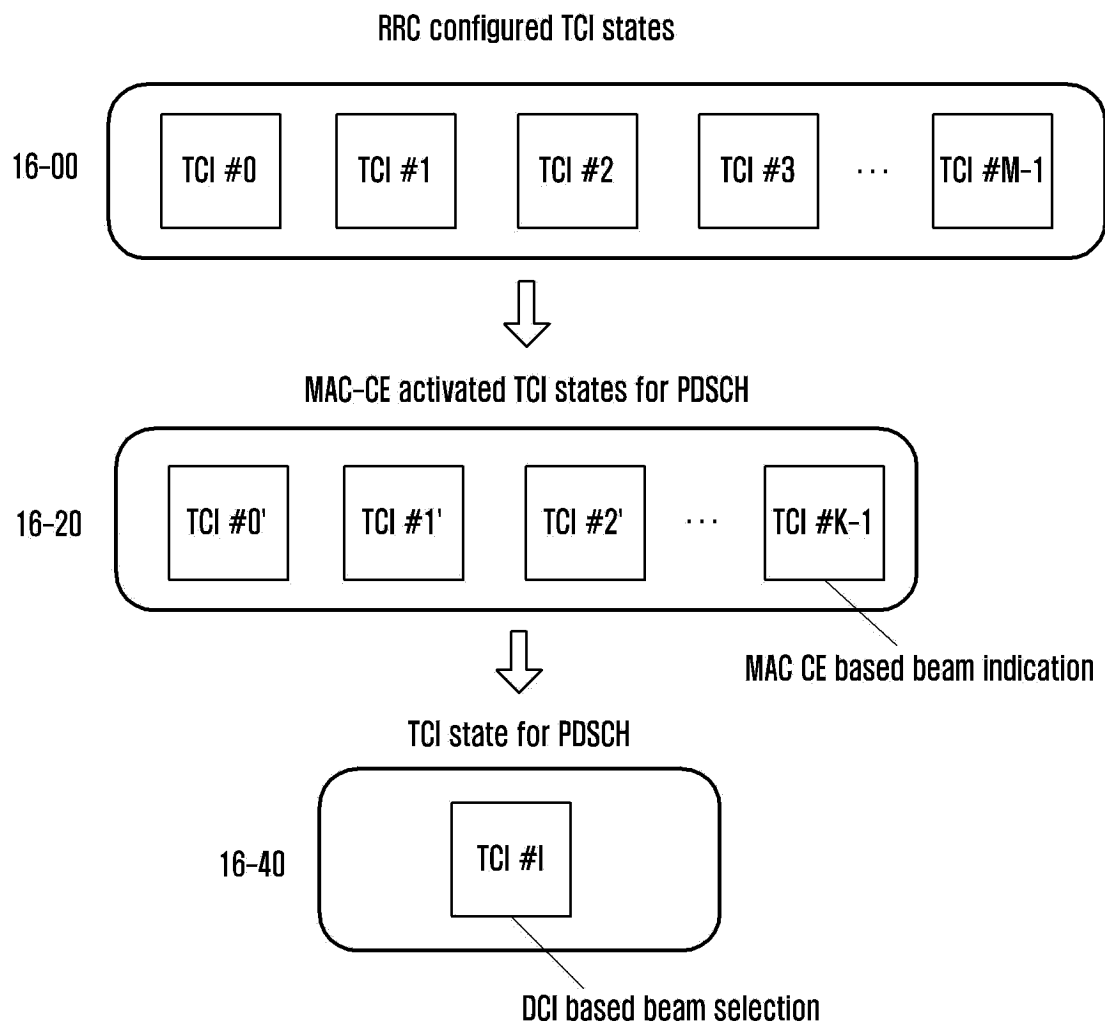 RRC configured TCI states
16-00 TCI #0 TCI #1 TCI #2 TCI #3 ··· TCI #M-1
MAC-CE activated TCI states for PDSCH
16-20 TCI #0' TCI #1' TCI #2' ··· TCI #K-1
MAC CE based beam indication
TCI state for PDSCH
16-40 TCI #I
DCI based beam selection